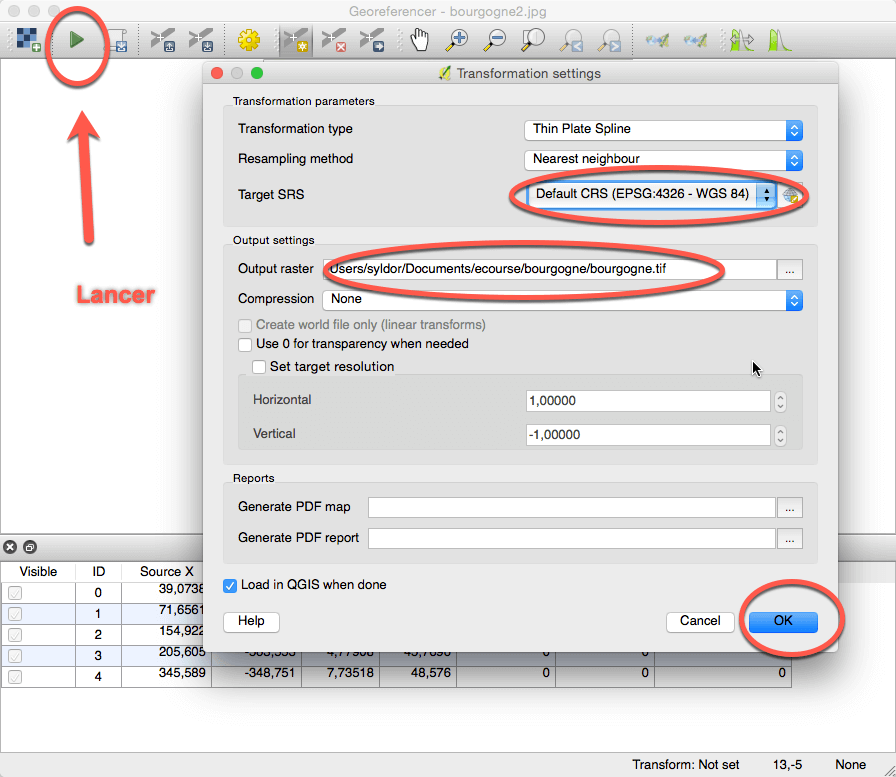 Georeferencer - bourgogne2.jpg
Transformation settings
Lancer
Transformation parameters
Transformation type
Thin Plate Spline
Resampling method
Nearest neighbour
Target SRS
Default CRS (EPSG:4326 - WGS 84)
Output settings
Output raster
Users/syldor/Documents/ecourse/bourgogne/bourgogne.tif
...
Compression
None
Create world file only (linear transforms)
Use 0 for transparency when needed
Set target resolution
Horizontal
1,00000
Vertical
-1,00000
Reports
Generate PDF map
...
Generate PDF report
...
Load in QGIS when done
Help
Cancel
OK
Visible ID Source X
0 39,0738
1 71,6561
2 154,922
3 205,605 0 0 0
4 345,589 -348,751 7,73518 48,576 0 0 0
Transform: Not set 13,-5 None